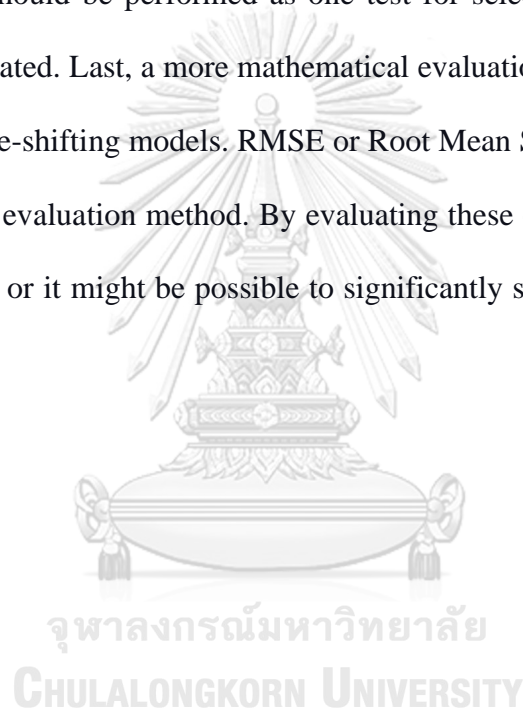 hould be performed as one test for selec
ated. Last, a more mathematical evaluatio
e-shifting models. RMSE or Root Mean S
evaluation method. By evaluating these
or it might be possible to significantly s
จุฬาลงกรณ์มหาวิทยาลัย
CHULALONGKORN UNIVERSITY